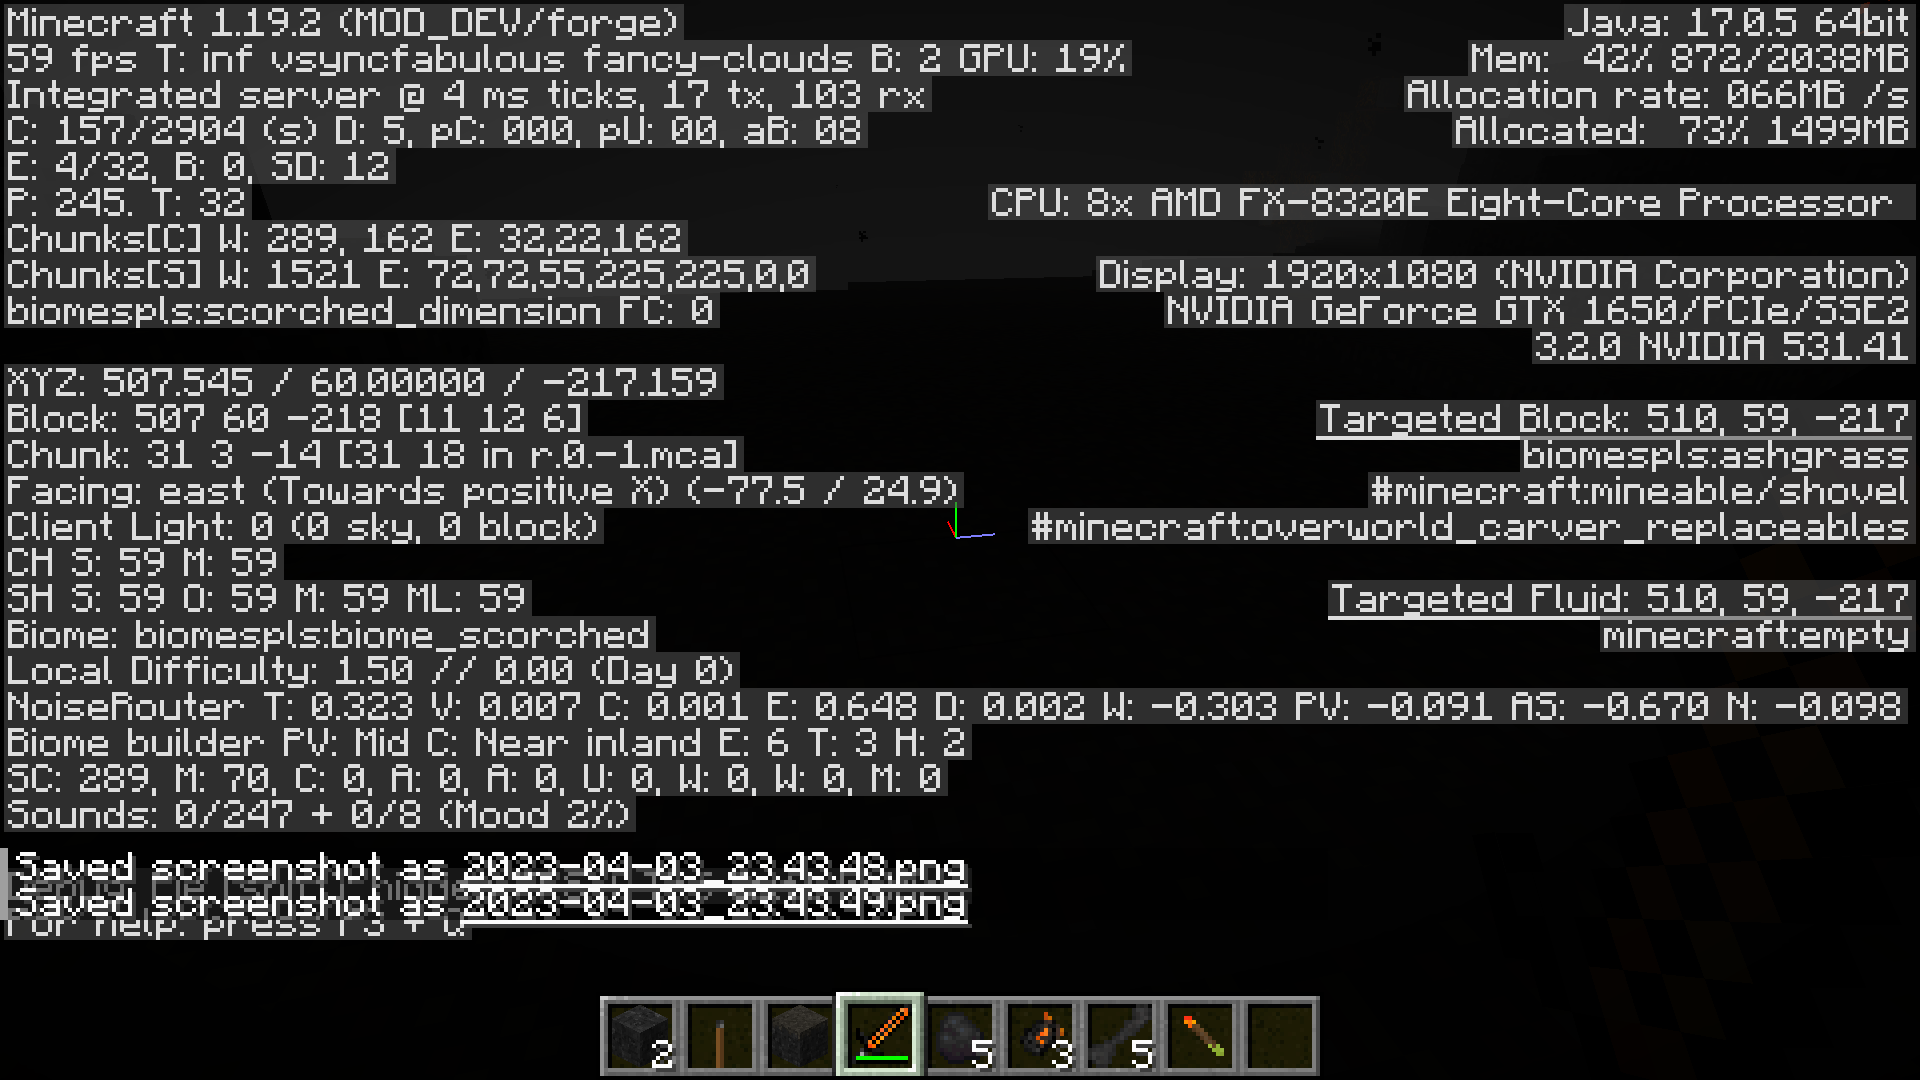 Minecraft 1.19.2 (MOD_DEV/forge)
59 fps T: inf vsyncfabulous fancy-clouds B: 2 GPU: 19%
Integrated server @ 4 ms ticks, 17 tx, 103 rx
C: 157/2904 (s) D: 5, pC: 000, pU: 00, aB: 08
E: 4/32, B: 0, SD: 12
P: 245. T: 32
Chunks[C] W: 289, 162 E: 32,22,162
Chunks[S] W: 1521 E: 72,72,55,225,225,0,0
biomespls:scorched_dimension FC: 0
XYZ: 507.545 / 60.00000 / -217.159
Block: 507 60 -218 [11 12 6]
Chunk: 31 3 -14 [31 18 in r.0.-1.mca]
Facing: east (Towards positive X) (-77.5 / 24.9)
Client Light: 0 (0 sky, 0 block)
CH S: 59 M: 59
SH S: 59 O: 59 M: 59 ML: 59
Biome: biomespls:biome_scorched
Local Difficulty: 1.50 // 0.00 (Day 0)
NoiseRouter T: 0.323 V: 0.007 C: 0.001 E: 0.648 D: 0.002 W: -0.303 PV: -0.091 AS: -0.670 N: -0.098
Biome builder PV: Mid C: Near inland E: 6 T: 3 H: 2
SC: 289, M: 70, C: 0, A: 0, A: 0, U: 0, W: 0, W: 0, M: 0
Sounds: 0/247 + 0/8 (Mood 2%)
Saved screenshot as 2023-04-03_23.43.48.png
Saved screenshot as 2023-04-03_23.43.49.png
For help: press F3 + Q
Java: 17.0.5 64bit
Mem: 42% 872/2038MB
Allocation rate: 066MB /s
Allocated: 73% 1499MB
CPU: 8x AMD FX-8320E Eight-Core Processor
Display: 1920x1080 (NVIDIA Corporation)
NVIDIA GeForce GTX 1650/PCIe/SSE2
3.2.0 NVIDIA 531.41
Targeted Block: 510, 59, -217
biomespls:ashgrass
#minecraft:mineable/shovel
#minecraft:overworld_carver_replaceables
Targeted Fluid: 510, 59, -217
minecraft:empty
2
5
3
5